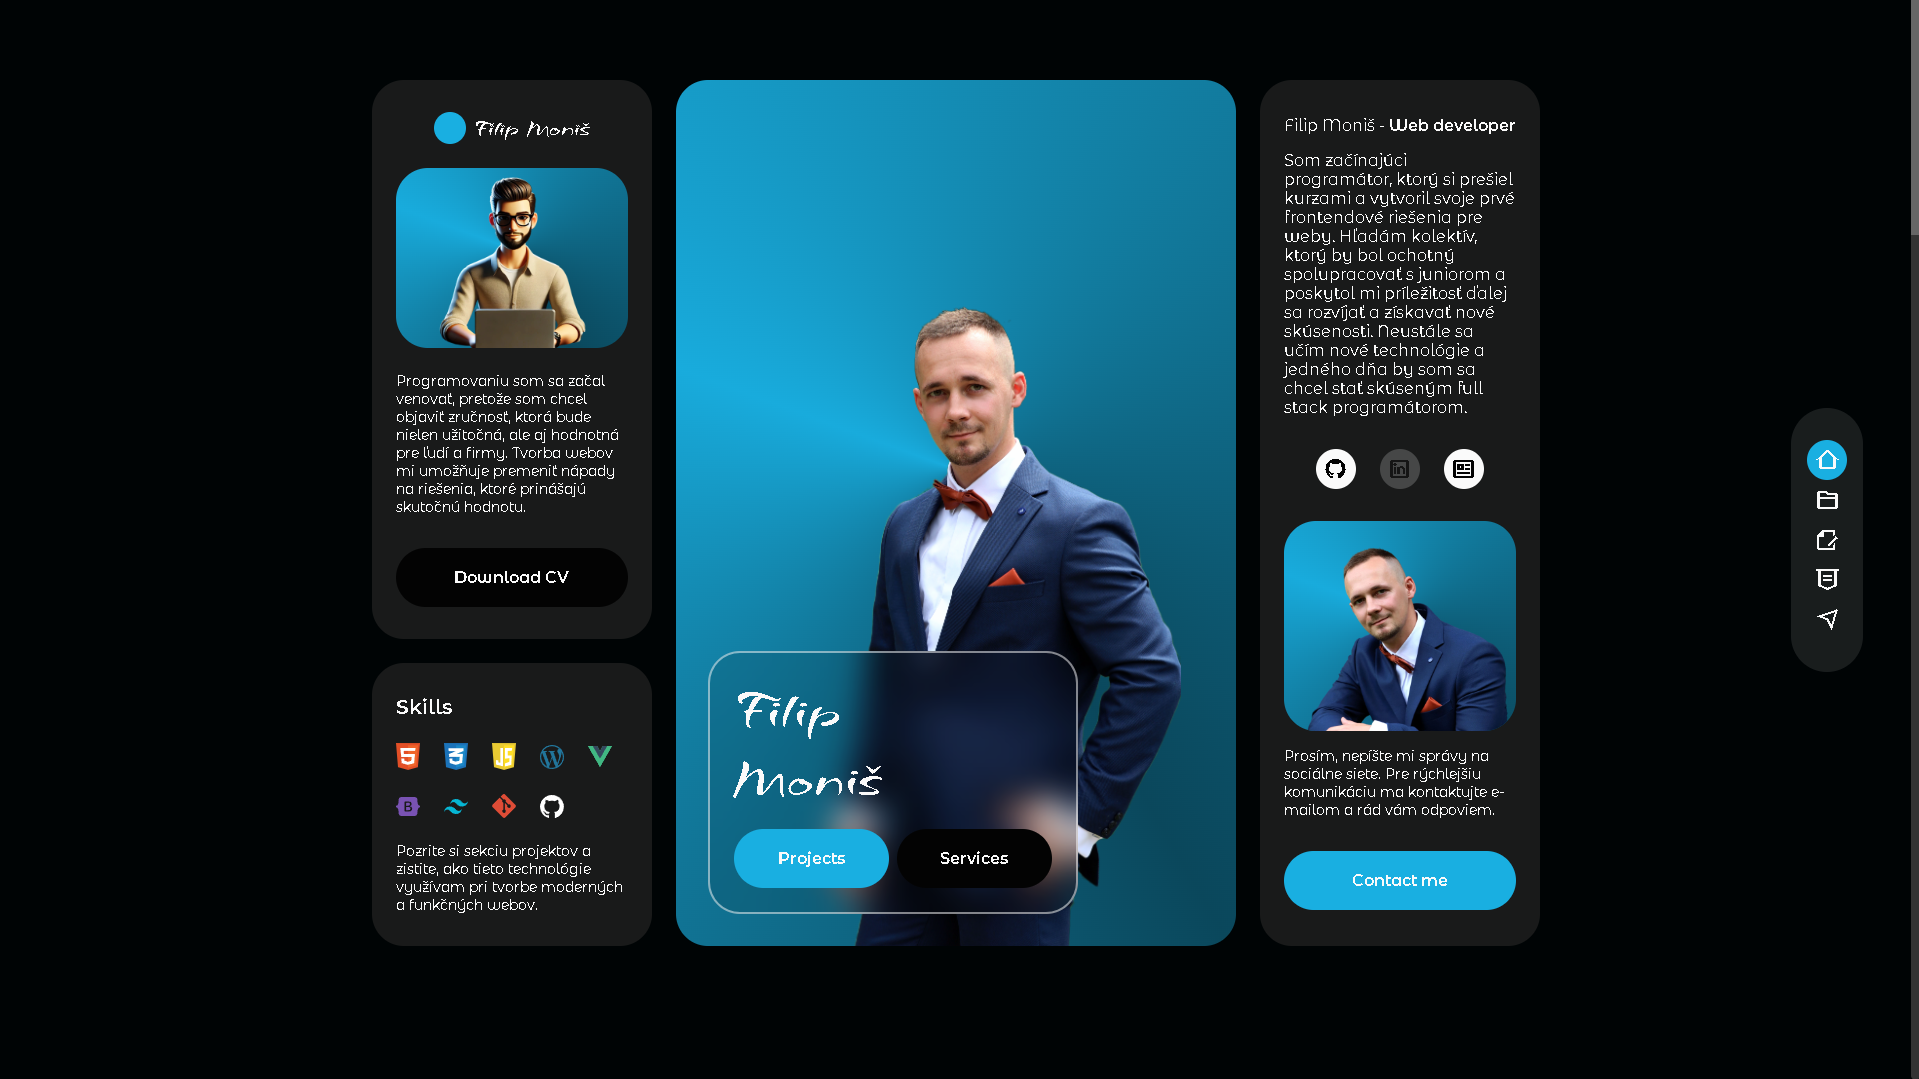 Filip Moniš
Programovaniu som sa začal
venovať, pretože som chcel
objaviť zručnosť, ktorá bude
nielen užitočná, ale aj hodnotná
pre ľudí a firmy. Tvorba webov
mi umožňuje premeniť nápady
na riešenia, ktoré prinášajú
skutočnú hodnotu.
Download CV
Skills
5
3
JS
W
B
Pozrite si sekciu projektov a
zistite, ako tieto technológie
využívam pri tvorbe moderných
a funkčných webov.
Filip
Moniš
Projects
Services
Filip Moniš - Web developer
Som začínajúci
programátor, ktorý si prešiel
kurzami a vytvoril svoje prvé
frontendové riešenia pre
weby. Hľadám kolektív,
ktorý by bol ochotný
spolupracovať s juniorom a
poskytol mi príležitosť ďalej
sa rozvíjať a získavať nové
skúsenosti. Neustále sa
učím nové technológie a
jedného dňa by som sa
chcel stať skúseným full
stack programátorom.
in
Prosím, nepíšte mi správy na
sociálne siete. Pre rýchlejšiu
komunikáciu ma kontaktujte e-
mailom a rád vám odpoviem.
Contact me